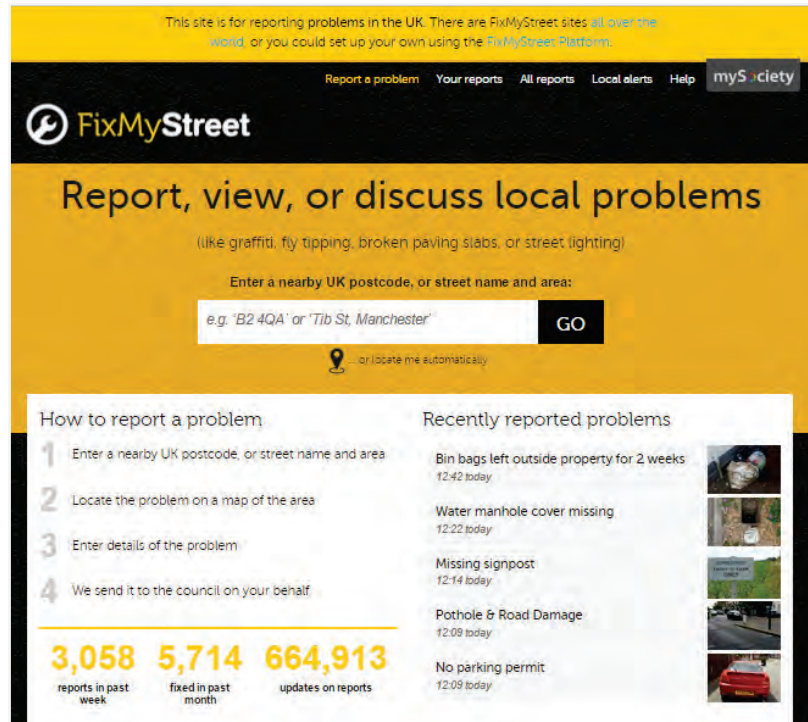 This site is for reporting problems in the UK. There are FixMyStreet sites all over the
world, or you could set up your own using the FixMyStreet Platform.
Report a problem Your reports All reports Local alerts Help mySociety
FixMyStreet
Report, view, or discuss local problems
(like graffiti, fly tipping, broken paving slabs, or street lighting)
Enter a nearby UK postcode, or street name and area:
e.g. ‘B2 4QA’ or ‘Tib St, Manchester’
GO
... or locate me automatically
How to report a problem
1 Enter a nearby UK postcode, or street name and area
2 Locate the problem on a map of the area
3 Enter details of the problem
4 We send it to the council on your behalf
3,058 5,714 664,913
reports in past fixed in past updates on reports
week month
Recently reported problems
Bin bags left outside property for 2 weeks
12:42 today
Water manhole cover missing
12:22 today
Missing signpost
12:14 today
Pothole & Road Damage
12:09 today
No parking permit
12:09 today